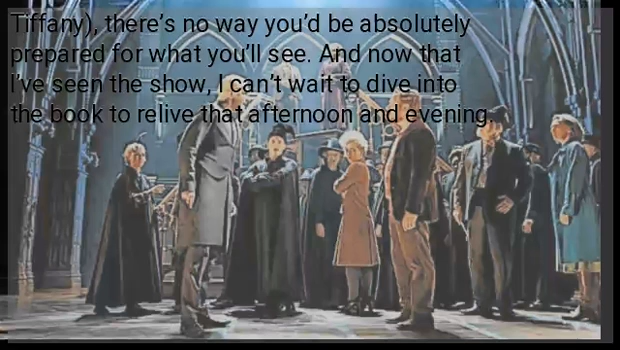 Tiffany), there’s no way you’d be absolutely
prepared for what you’ll see. And now that
I’ve seen the show, I can’t wait to dive into
the book to relive that afternoon and evening.